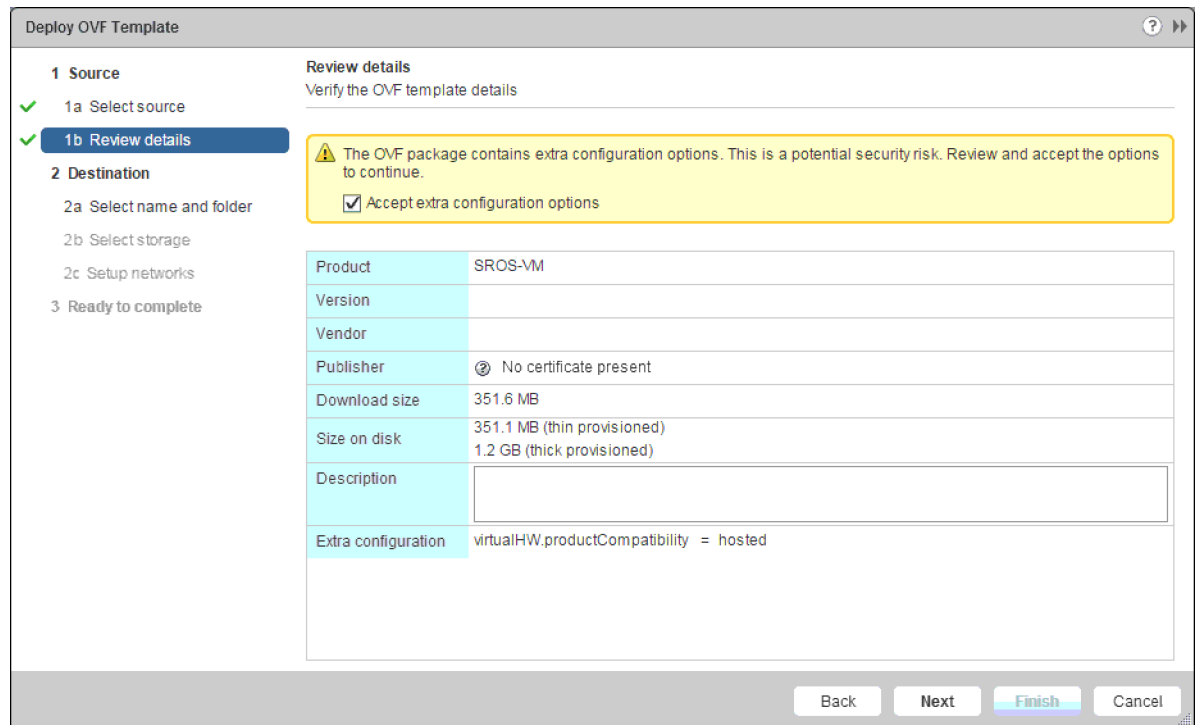 Deploy OVF Template
?
1 Source
1a Select source
1b Review details
2 Destination
2a Select name and folder
2b Select storage
2c Setup networks
3 Ready to complete
Review details
Verify the OVF template details
The OVF package contains extra configuration options. This is a potential security risk. Review and accept the options
to continue.
Accept extra configuration options
Product SROS-VM
Version
Vendor
Publisher ? No certificate present
Download size 351.6 MB
Size on disk 351.1 MB (thin provisioned)
1.2 GB (thick provisioned)
Description
Extra configuration virtualHW.productCompatibility = hosted
Back Next Finish Cancel